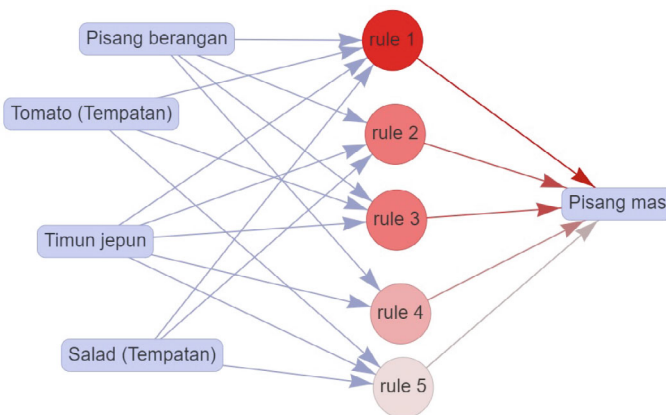 Pisang berangan
rule 1
Tomato (Tempatan)
rule 2
Pisang mas
rule 3
Timun jepun
rule 4
Salad (Tempatan)
rule 5